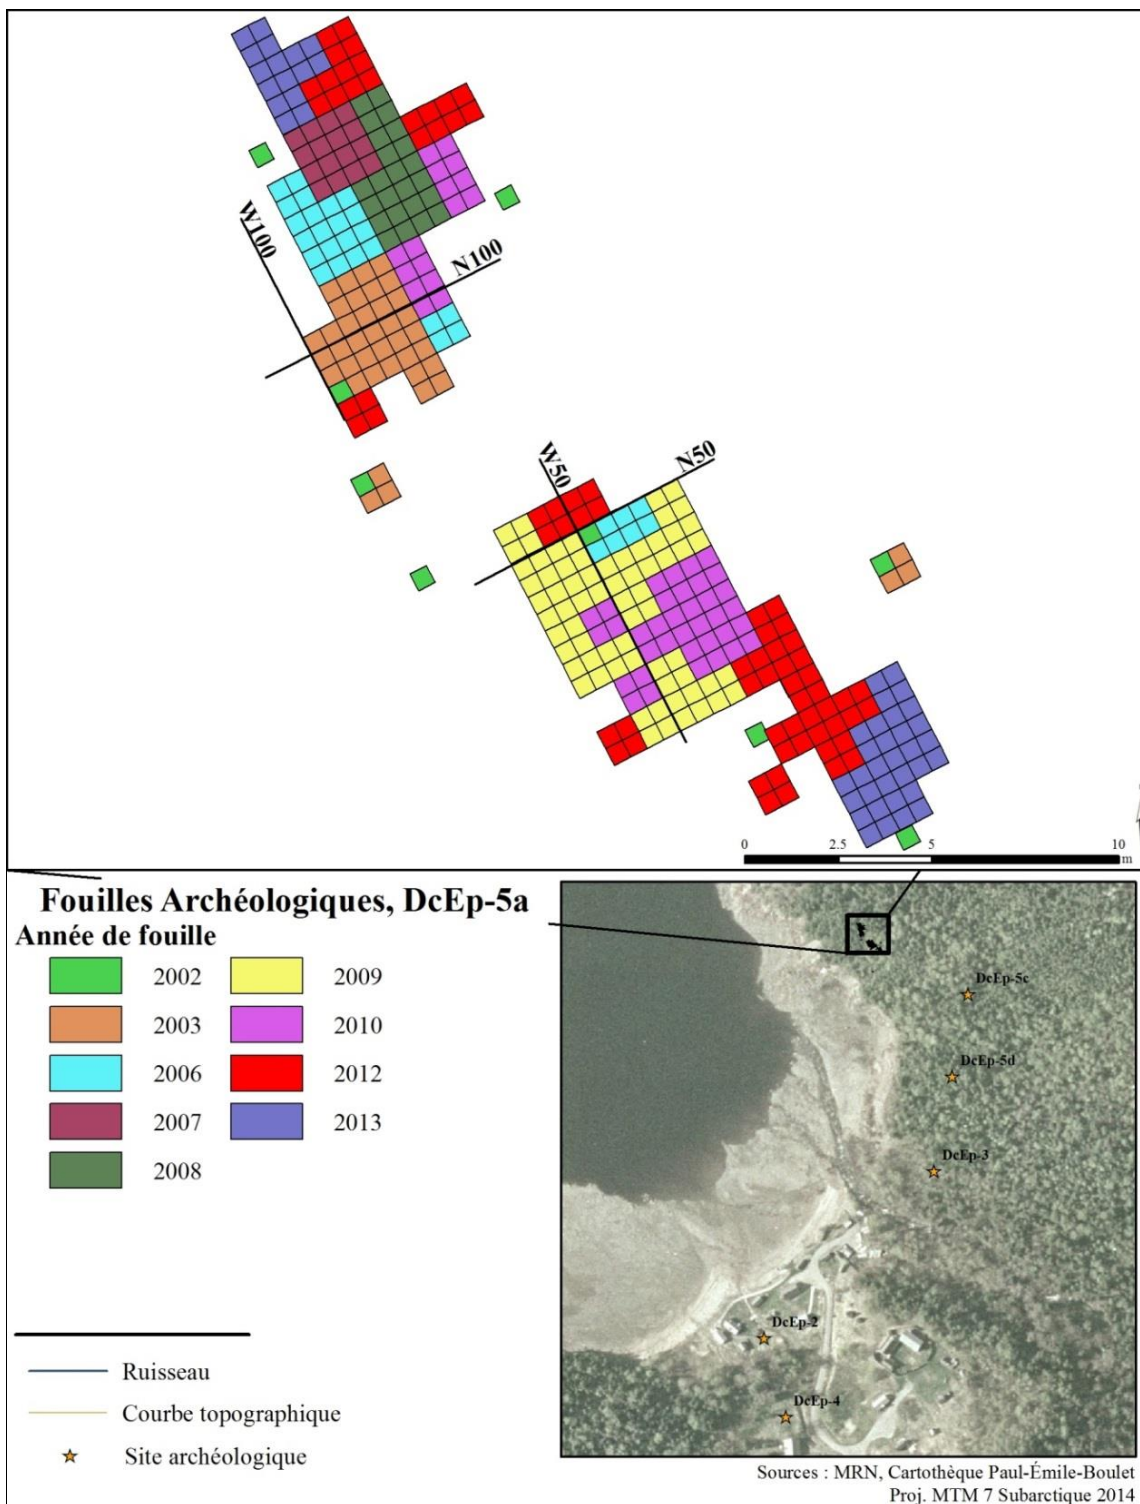 W100
N100
W50
N50
0 2.5 5 10
m
Fouilles Archéologiques, DcEp-5a
Année de fouille
2002 2009
2003 2010
2006 2012
2007 2013
2008
Ruisseau
Courbe topographique
Site archéologique
DcEp-5c
DcEp-5d
DcEp-3
DcEp-2
DcEp-4
Sources : MRN, Cartothèque Paul-Émile-Boulet
Proj. MTM 7 Subarctique 2014